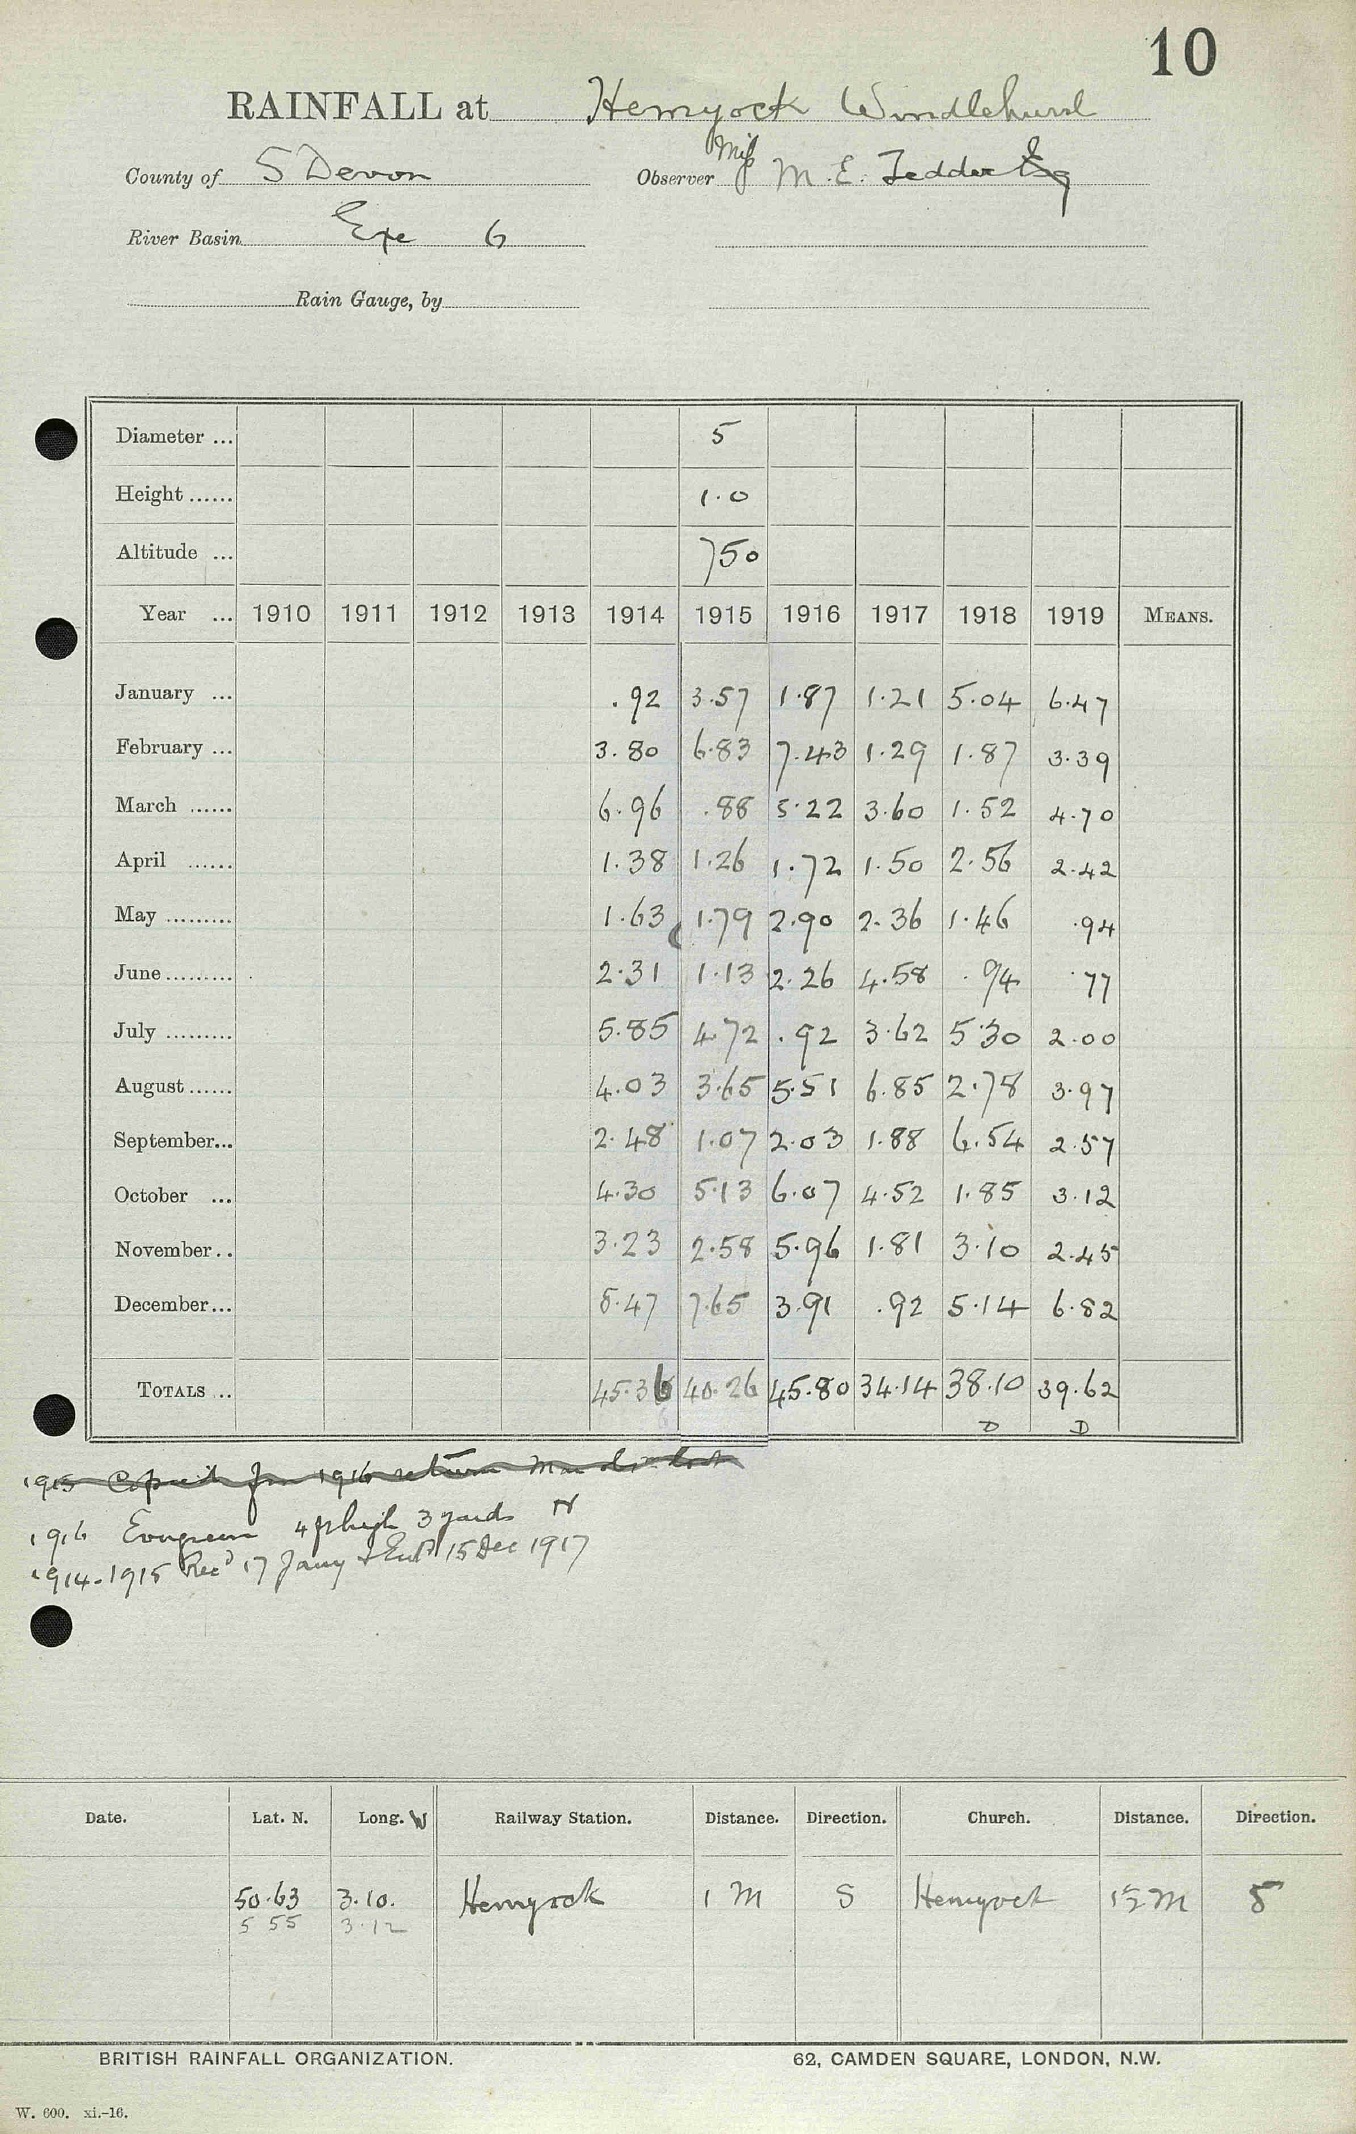 10
RAINFALL at Hemyock Windlehurst
County of S Devon Observer Miss M. E. Tedder Esq
River Basin Exe 6
Rain Gauge, by
Diameter ... 5
Height ...... 1.0
Altitude ... 750
Year ... 1910 1911 1912 1913 1914 1915 1916 1917 1918 1919 MEANS.
January ... .92 3.57 1.87 1.21 5.04 6.47
February ... 3.80 6.83 7.43 1.29 1.87 3.39
March ...... 6.96 .88 5.22 3.60 1.52 4.70
April ...... 1.38 1.26 1.72 1.50 2.56 2.42
May ......... 1.63 1.79 2.90 2.36 1.46 .94
June ......... 2.31 1.13 2.26 4.58 .94 .77
July ......... 5.85 4.72 .92 3.62 5.30 2.00
August ...... 4.03 3.65 5.51 6.85 2.78 3.97
September... 2.48 1.07 2.03 1.88 6.54 2.57
October ... 4.30 5.13 6.07 4.52 1.85 3.12
November .. 3.23 2.58 5.96 1.81 3.10 2.45
December... 8.47 7.65 3.91 .92 5.14 6.82
TOTALS .. 45.36 40.26 45.80 34.14 38.10 39.62
D D
1915 Copied from 1916 return
1916 Evergreen 4ft high 3 yards N
1914-1915 Recd 17 Jany & Entd 15 Dec 1917
Date. Lat. N. Long. W Railway Station. Distance. Direction. Church. Distance. Direction.
50.63 3.10. Hemyock 1 M S Hemyock 1½ M S
5 55 3.12
BRITISH RAINFALL ORGANIZATION. 62, CAMDEN SQUARE, LONDON, N.W.
W. 600. xi.-16.